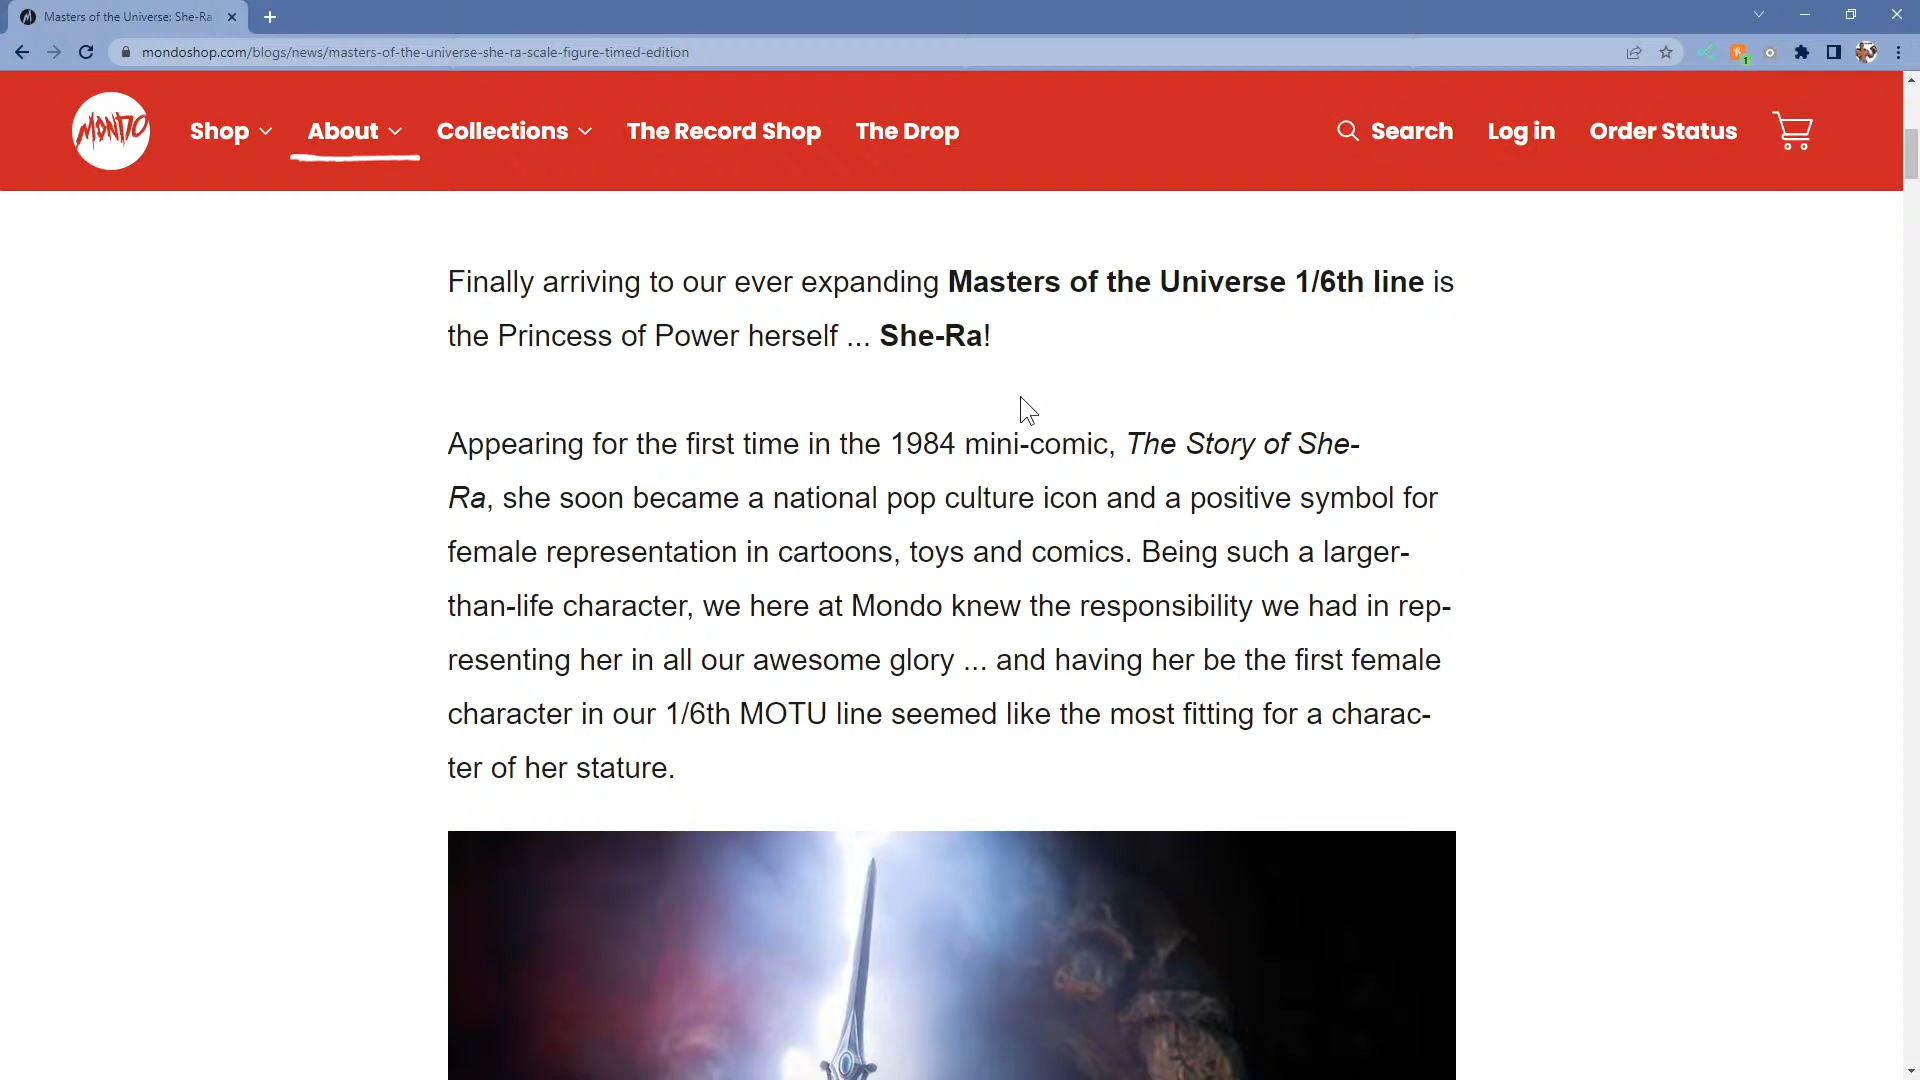 Masters of the Universe: She-Ra
mondoshop.com/blogs/news/masters-of-the-universe-she-ra-scale-figure-timed-edition
1
MONDO
Shop
About
Collections
The Record Shop
The Drop
Search
Log in
Order Status
Finally arriving to our ever expanding Masters of the Universe 1/6th line is
the Princess of Power herself ... She-Ra!
Appearing for the first time in the 1984 mini-comic, The Story of She-
Ra, she soon became a national pop culture icon and a positive symbol for
female representation in cartoons, toys and comics. Being such a larger-
than-life character, we here at Mondo knew the responsibility we had in rep-
resenting her in all our awesome glory ... and having her be the first female
character in our 1/6th MOTU line seemed like the most fitting for a charac-
ter of her stature.